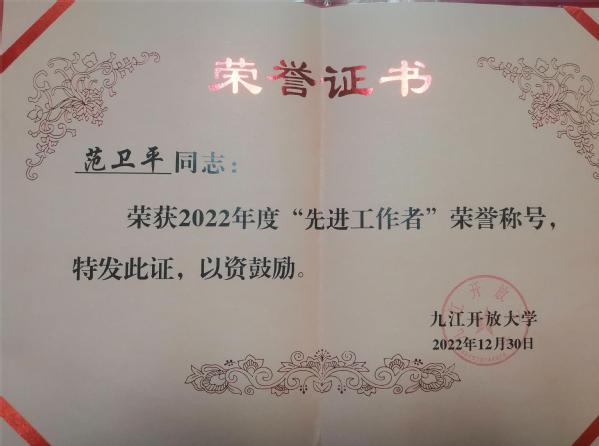 荣誉证书
范卫平同志：
荣获2022年度“先进工作者”荣誉称号，
特发此证，以资鼓励。
九江开放大学
2022年12月30日